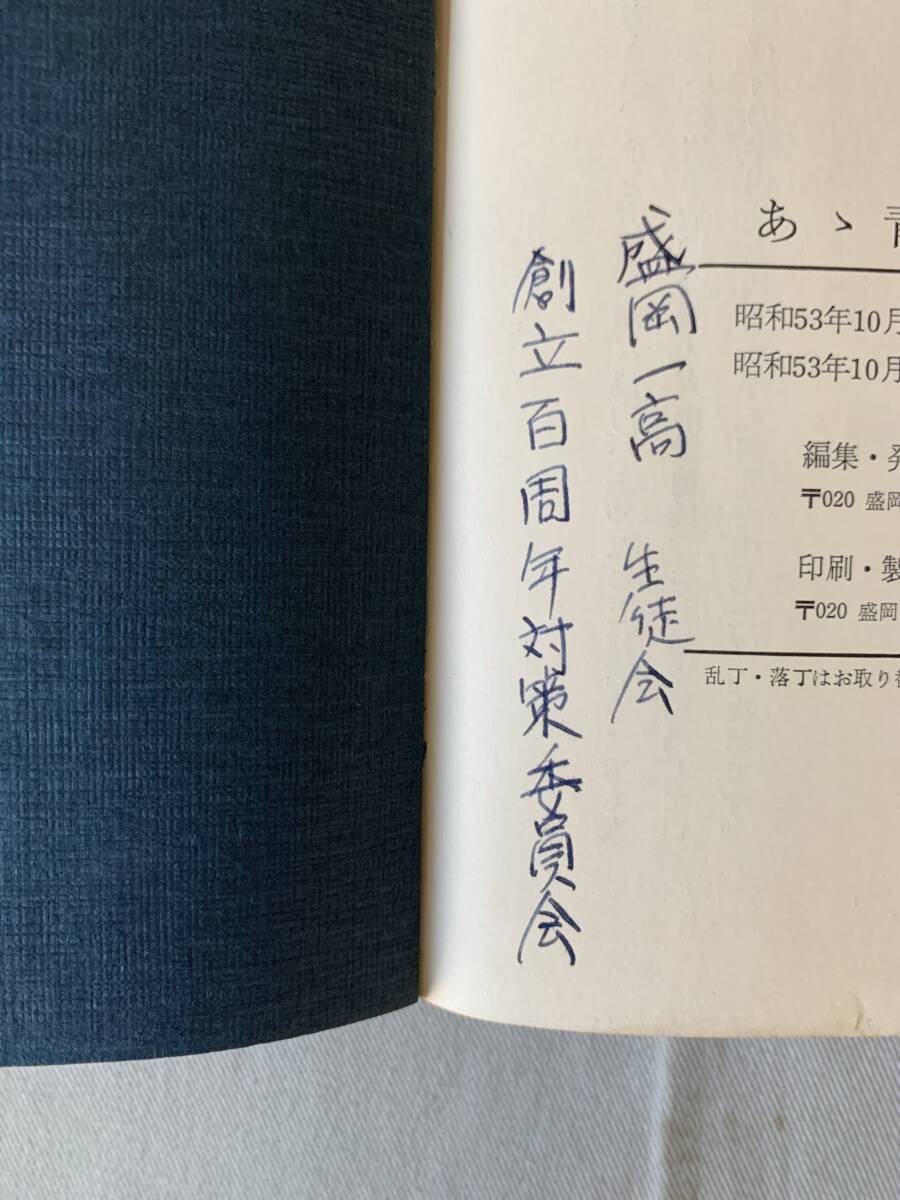 あゝ青
昭和53年10月
昭和53年10月
編集・発
〒020 盛岡
印刷・製
〒020 盛岡
乱丁・落丁はお取り替
盛岡一高 生徒会
創立百周年対策委員会